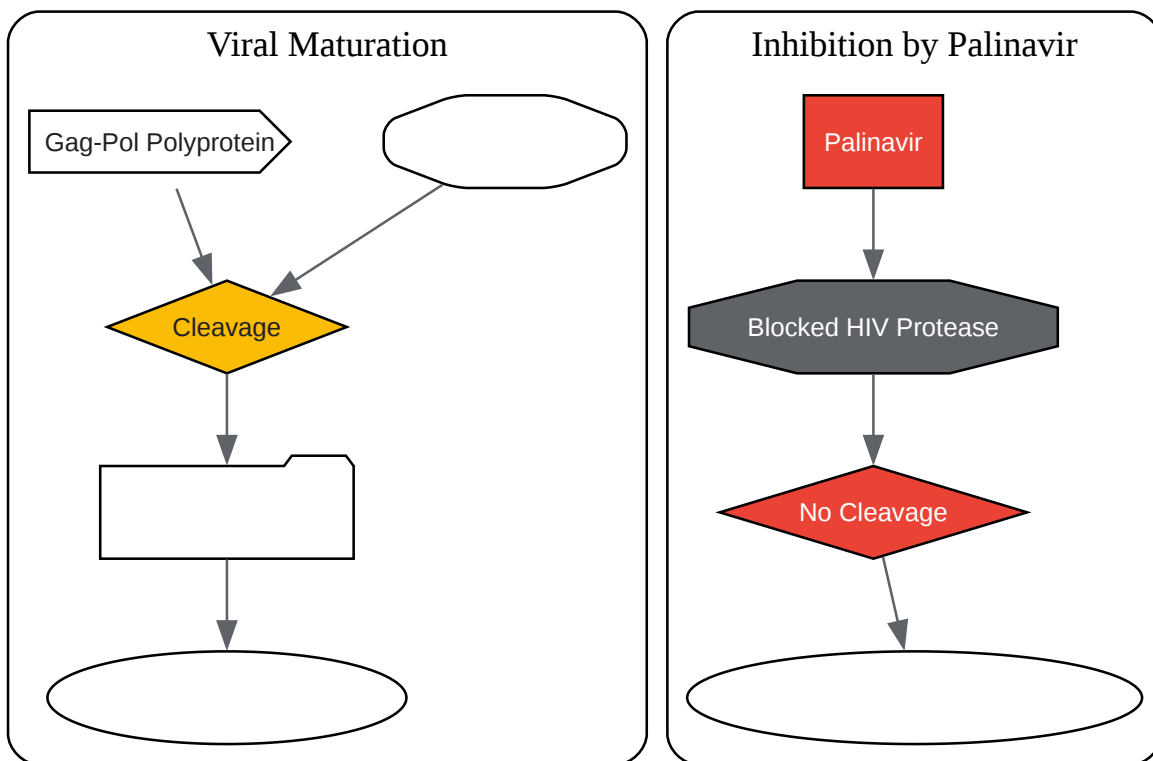 Viral Maturation
Gag-Pol Polyprotein
Cleavage
Inhibition by Palinavir
Palinavir
Blocked HIV Protease
No Cleavage